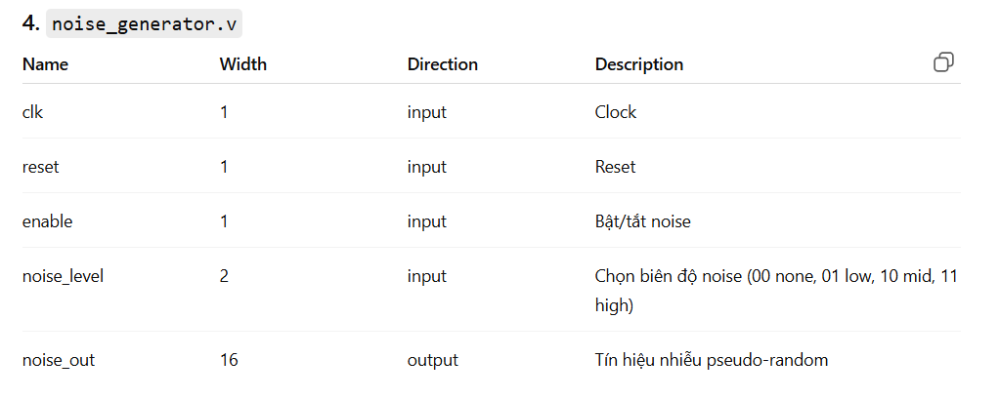 4. noise_generator.v
Name Width Direction Description
clk 1 input Clock
reset 1 input Reset
enable 1 input Bật/tắt noise
noise_level 2 input Chọn biên độ noise (00 none, 01 low, 10 mid, 11
high)
noise_out 16 output Tín hiệu nhiễu pseudo-random